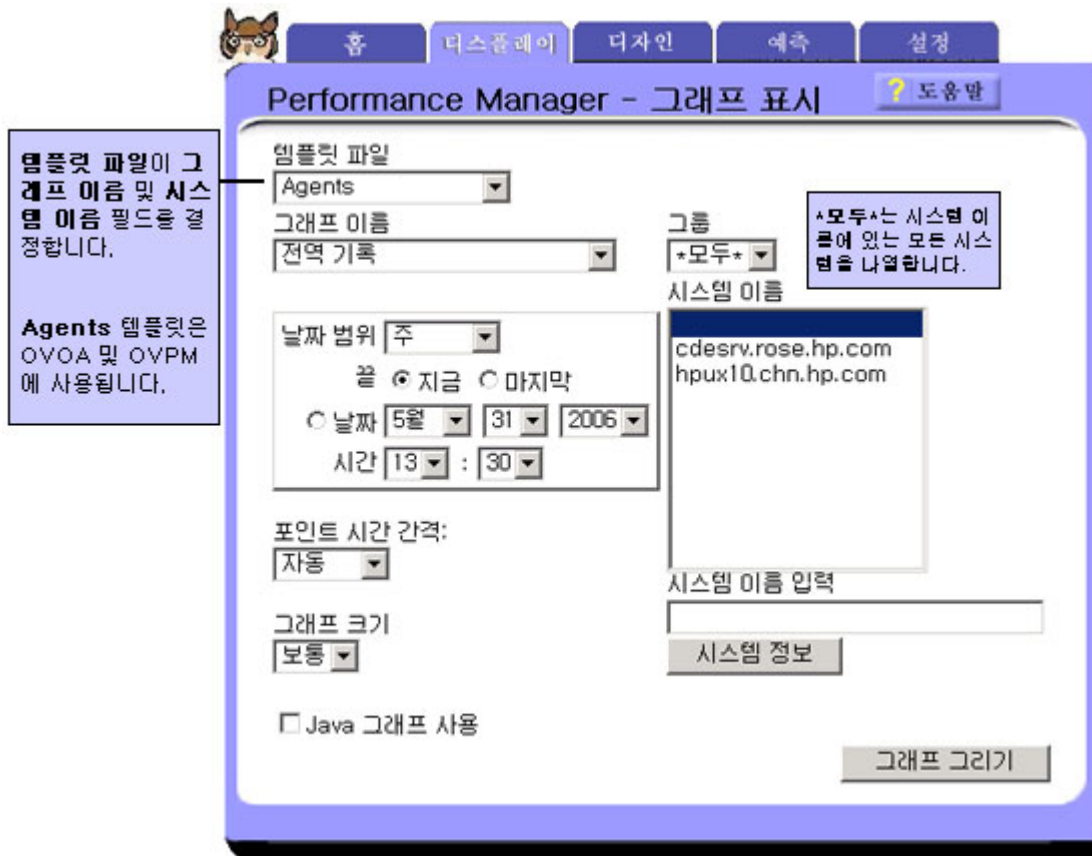 홈 디스플레이 디자인 예측 설정
Performance Manager - 그래프 표시
? 도움말
템플릿 파일이 그
래프 이름 및 시스
템 이름 필드를 결
정합니다.
Agents 템플릿은
OVOA 및 OVPM
에 사용됩니다.
템플릿 파일
Agents
그래프 이름
전역 기록
그룹
*모두*
*모두*는 시스템 이
름에 있는 모든 시스
템을 나열합니다.
시스템 이름
cdesrv.rose.hp.com
hpux10.chn.hp.com
날짜 범위 주
끝 지금 마지막
날짜 5월 31 2006
시간 13 : 30
포인트 시간 간격:
자동
그래프 크기
보통
시스템 이름 입력
시스템 정보
Java 그래프 사용
그래프 그리기